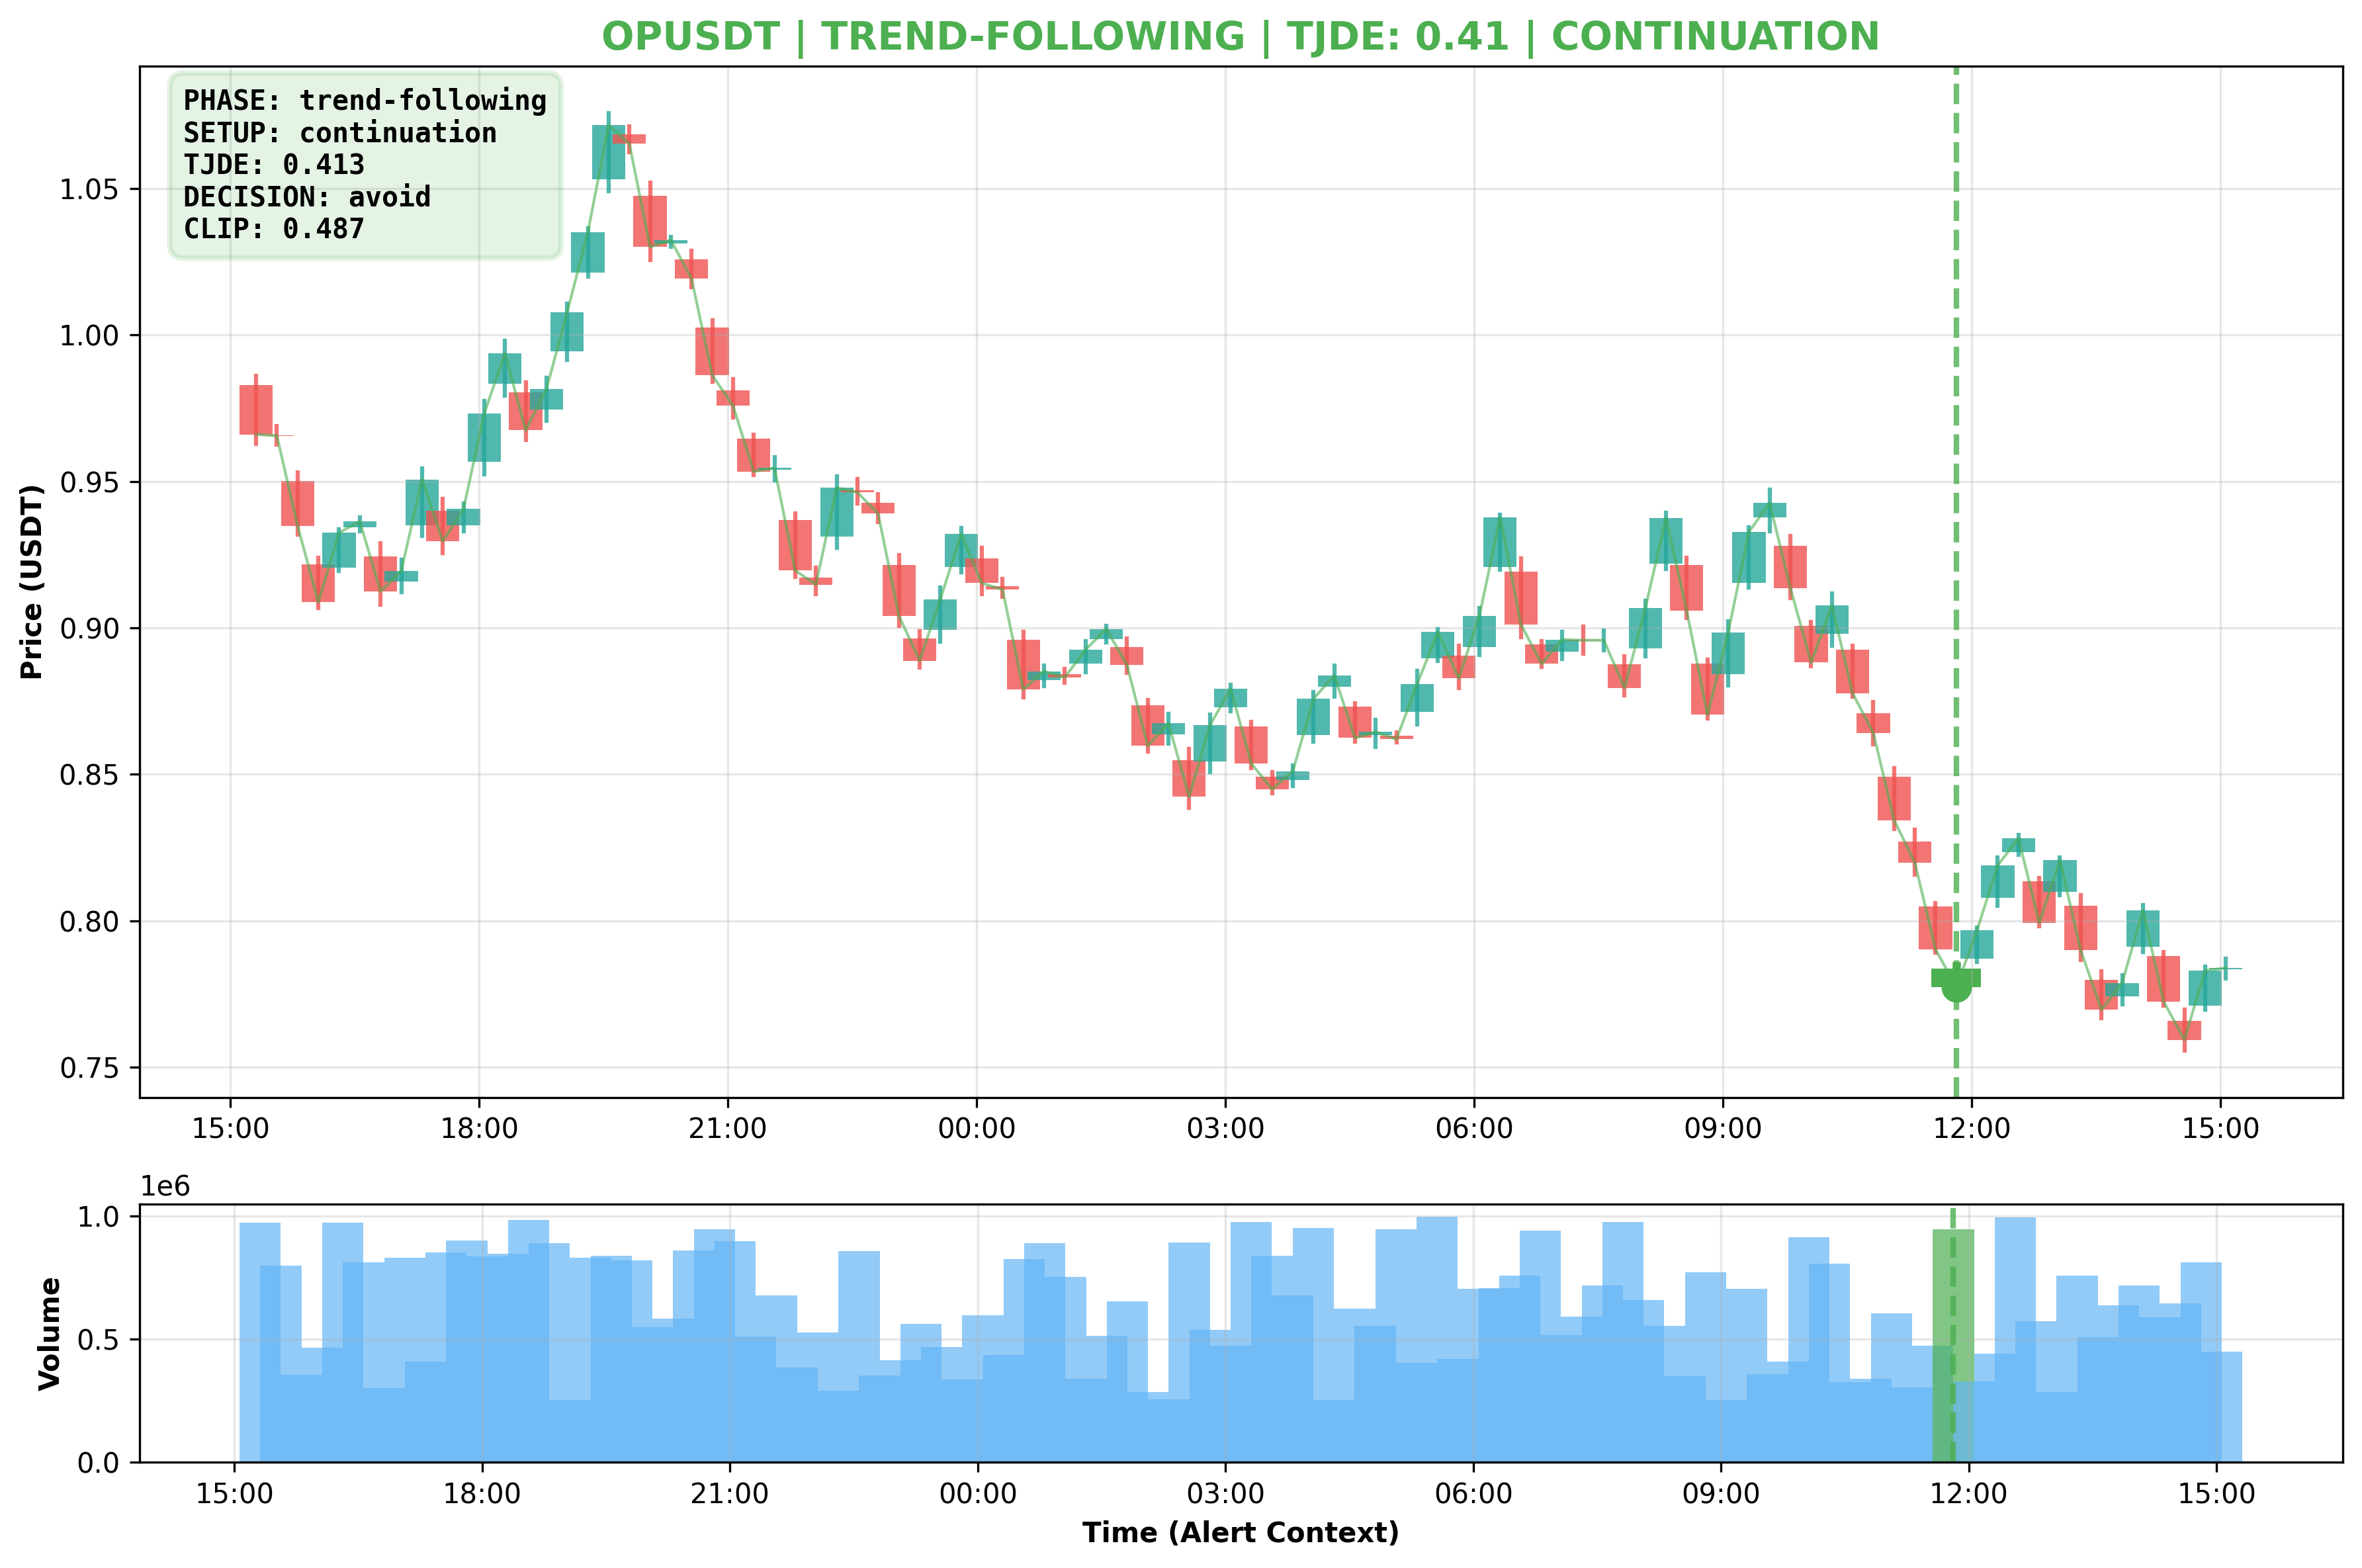 OPUSDT | TREND-FOLLOWING | TJDE: 0.41 | CONTINUATION
PHASE: trend-following
SETUP: continuation
TJDE: 0.413
DECISION: avoid
CLIP: 0.487
Price (USDT)
1.05
1.00
0.95
0.90
0.85
0.80
0.75
15:00 18:00 21:00 00:00 03:00 06:00 09:00 12:00 15:00
1e6
Volume
1.0
0.5
0.0
15:00 18:00 21:00 00:00 03:00 06:00 09:00 12:00 15:00
Time (Alert Context)